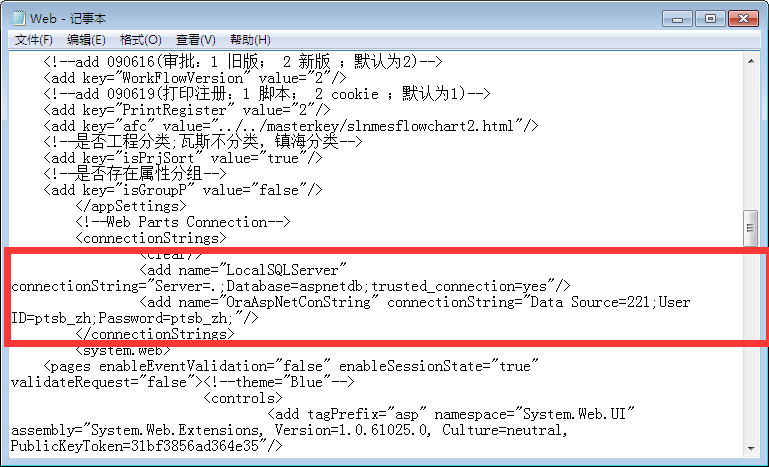 Web - 记事本
文件(F) 编辑(E) 格式(O) 查看(V) 帮助(H)
<!--add 090616(审批：1 旧版； 2 新版 ；默认为2)-->
<add key="WorkFlowVersion" value="2"/>
<!--add 090619(打印注册：1 脚本； 2 cookie ；默认为1)-->
<add key="PrintRegister" value="2"/>
<add key="afc" value="../../masterkey/slnmesflowchart2.html"/>
<!--是否工程分类;瓦斯不分类，镇海分类-->
<add key="isPrjSort" value="true"/>
<!--是否存在属性分组-->
<add key="isGroupP" value="false"/>
</appSettings>
<!--Web Parts Connection-->
<connectionStrings>
<clear/>
<add name="LocalSQLServer"
connectionString="Server=.;Database=aspnetdb;trusted_connection=yes"/>
<add name="OraAspNetConString" connectionString="Data Source=221;User
ID=ptsb_zh;Password=ptsb_zh;"/>
</connectionStrings>
<system.web>
<pages enableEventValidation="false" enableSessionState="true"
validateRequest="false"><!--theme="Blue"-->
<controls>
<add tagPrefix="asp" namespace="System.Web.UI"
assembly="System.Web.Extensions, Version=1.0.61025.0, Culture=neutral,
PublicKeyToken=31bf3856ad364e35"/>